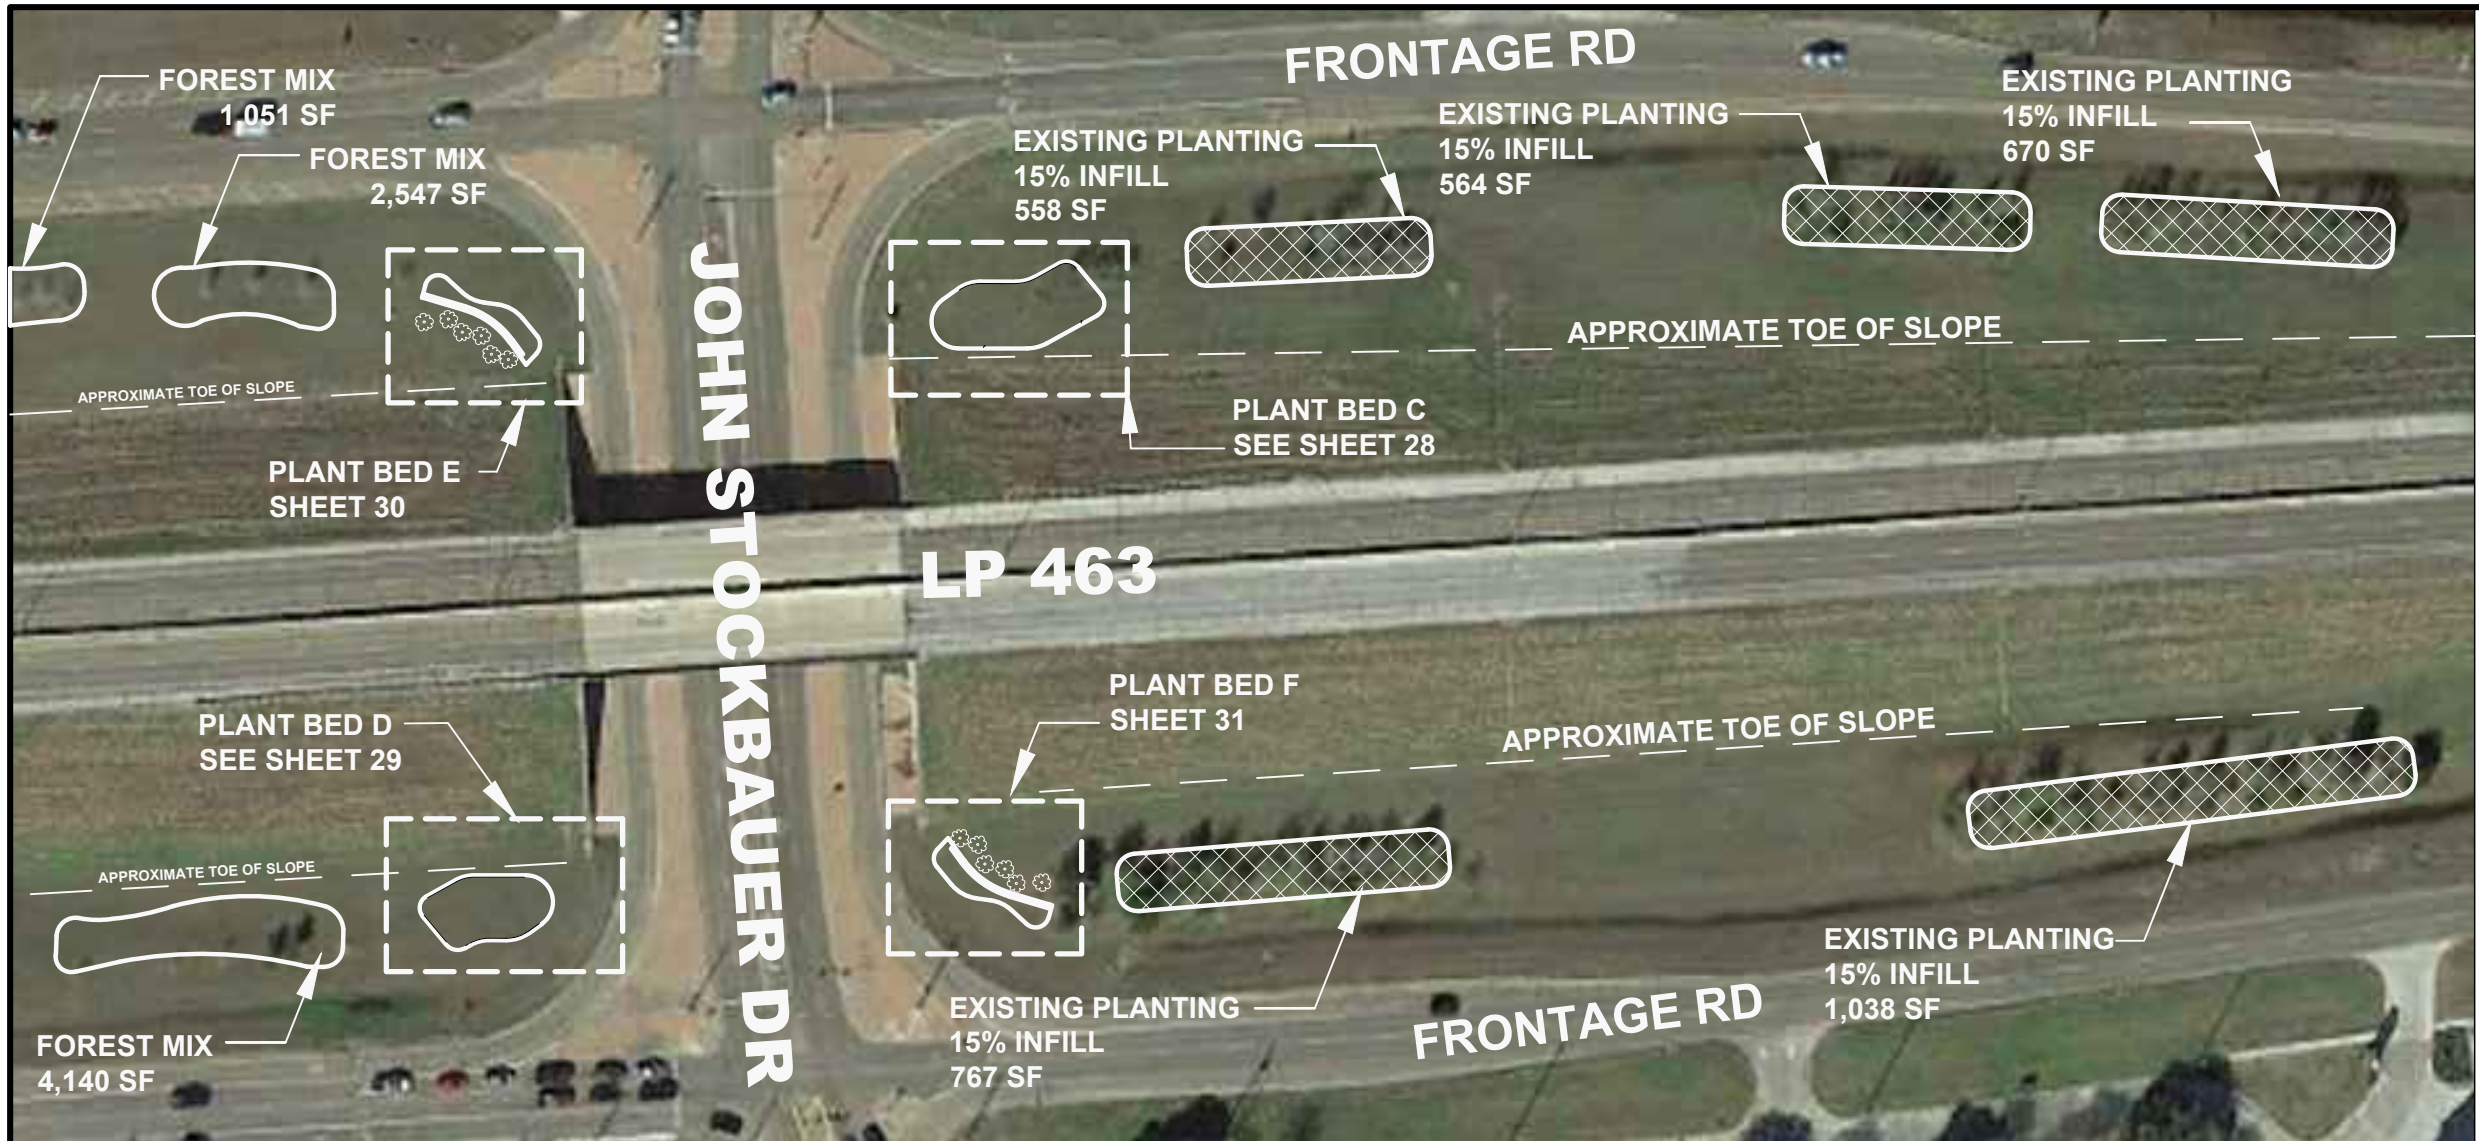 FRONTAGE RD
FOREST MIX
1,051 SF
FOREST MIX
2,547 SF
EXISTING PLANTING
15% INFILL
558 SF
EXISTING PLANTING
15% INFILL
564 SF
EXISTING PLANTING
15% INFILL
670 SF
APPROXIMATE TOE OF SLOPE
APPROXIMATE TOE OF SLOPE
PLANT BED E
SHEET 30
PLANT BED C
SEE SHEET 28
JOHN STOCKBAUER DR
LP 463
PLANT BED D
SEE SHEET 29
PLANT BED F
SHEET 31
APPROXIMATE TOE OF SLOPE
APPROXIMATE TOE OF SLOPE
FOREST MIX
4,140 SF
EXISTING PLANTING
15% INFILL
767 SF
EXISTING PLANTING
15% INFILL
1,038 SF
FRONTAGE RD